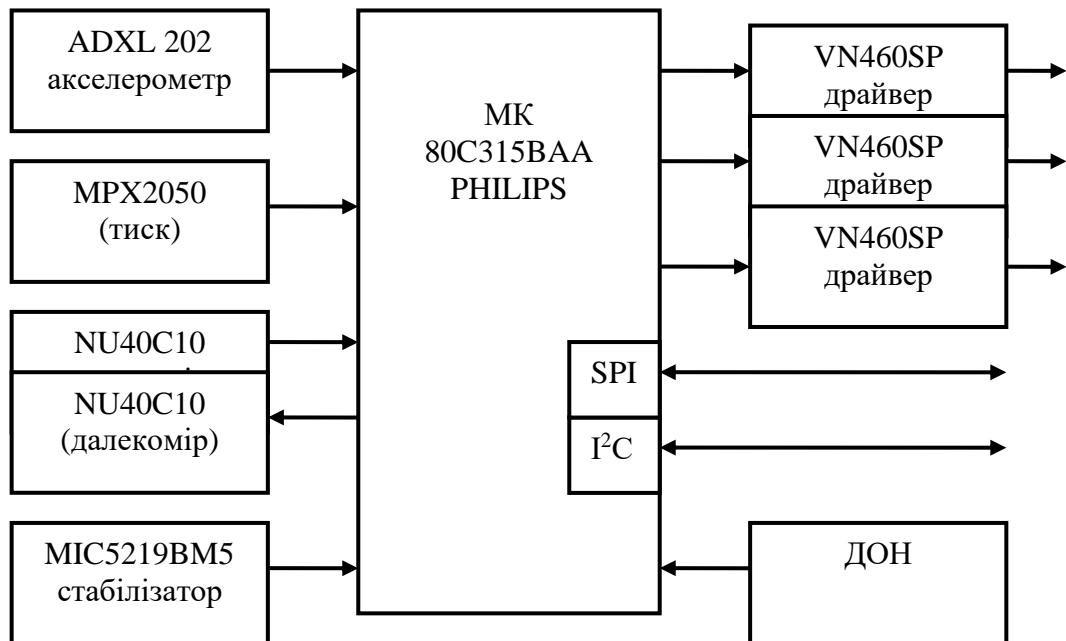 ADXL 202
акселерометр
MPX2050
(тиск)
NU40C10
NU40C10
(далекомір)
MIC5219BM5
стабілізатор
МК
80C315BAA
PHILIPS
SPI
I²C
VN460SP
драйвер
VN460SP
драйвер
VN460SP
драйвер
ДОН